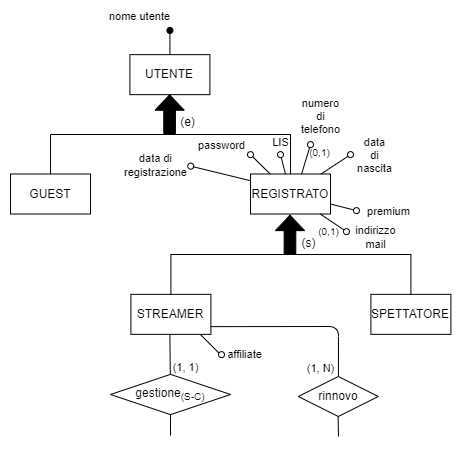 nome utente
UTENTE
(e)
numero
di
telefono
(0,1)
password
LIS
data
di
nascita
data di
registrazione
GUEST
REGISTRATO
premium
(0,1)
indirizzo
mail
(s)
STREAMER
SPETTATORE
affiliate
(1, 1)
(1, N)
gestione(S-C)
rinnovo